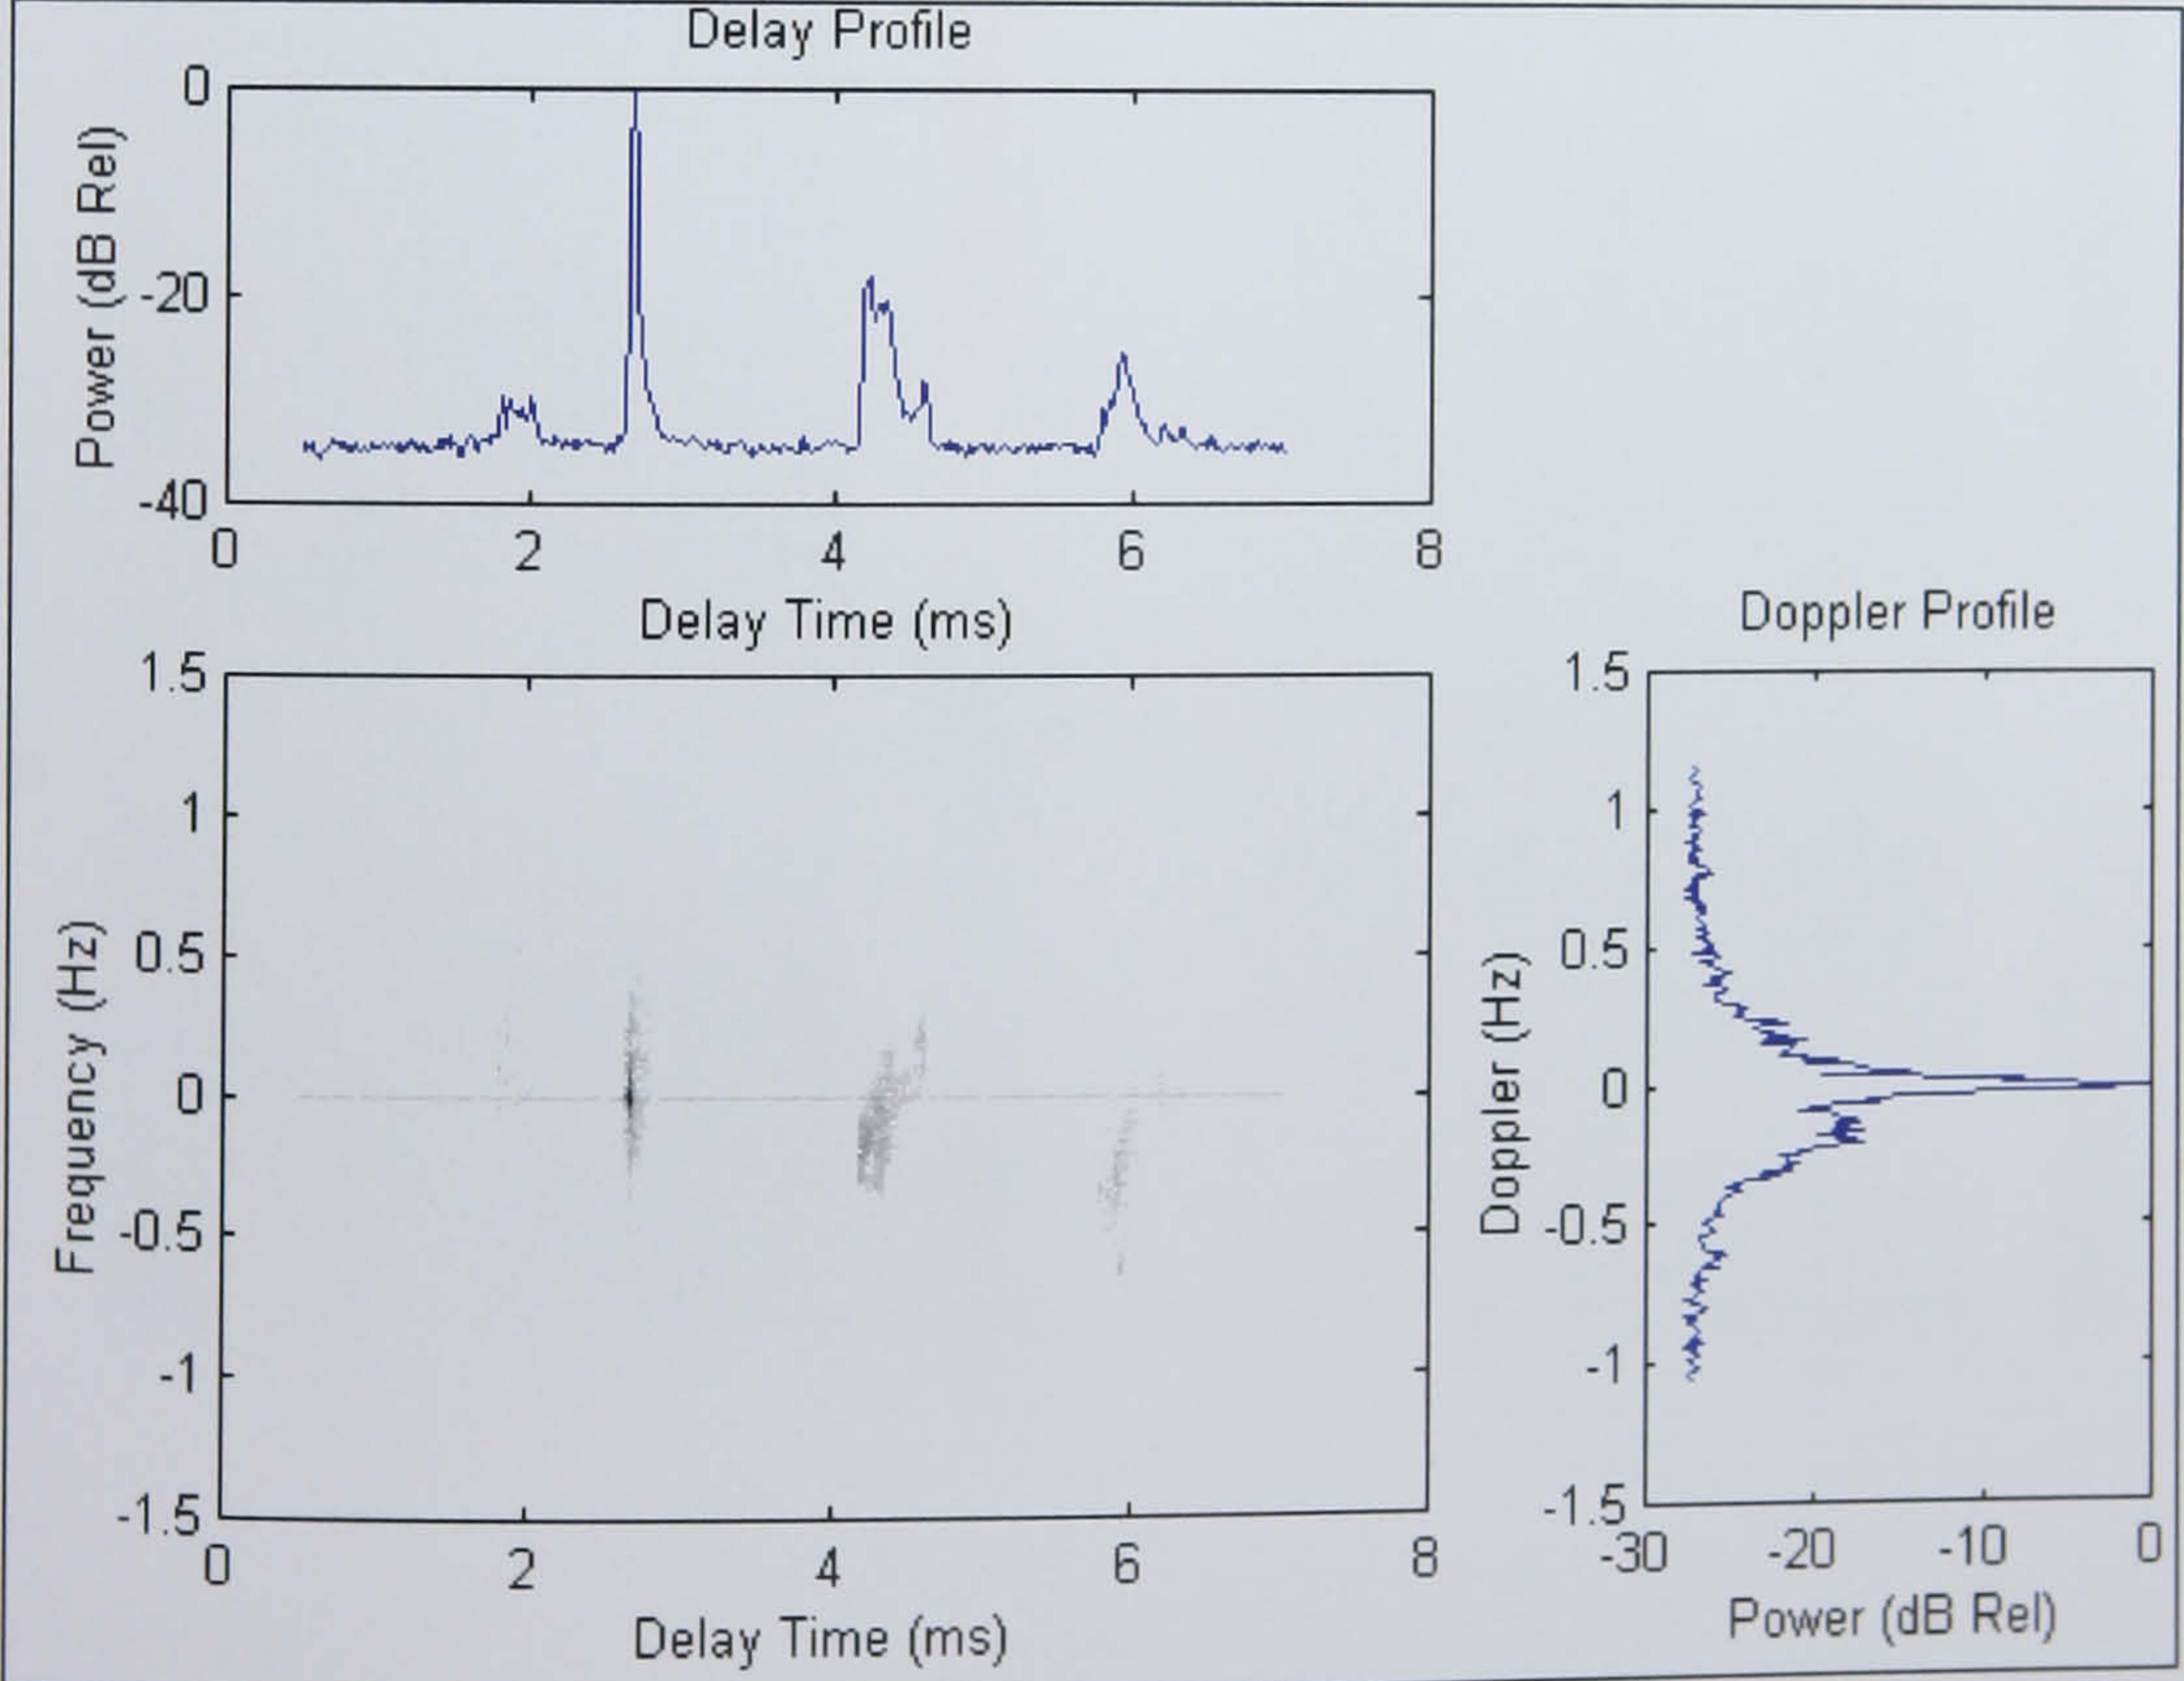 Delay Profile
0
-20
-40
Power (dB Rel)
0 2 4 6 8
Delay Time (ms)
1.5
1
0.5
0
-0.5
-1
-1.5
Frequency (Hz)
0 2 4 6 8
Delay Time (ms)
Doppler Profile
1.5
1
0.5
0
-0.5
-1
-1.5
Doppler (Hz)
-30 -20 -10 0
Power (dB Rel)